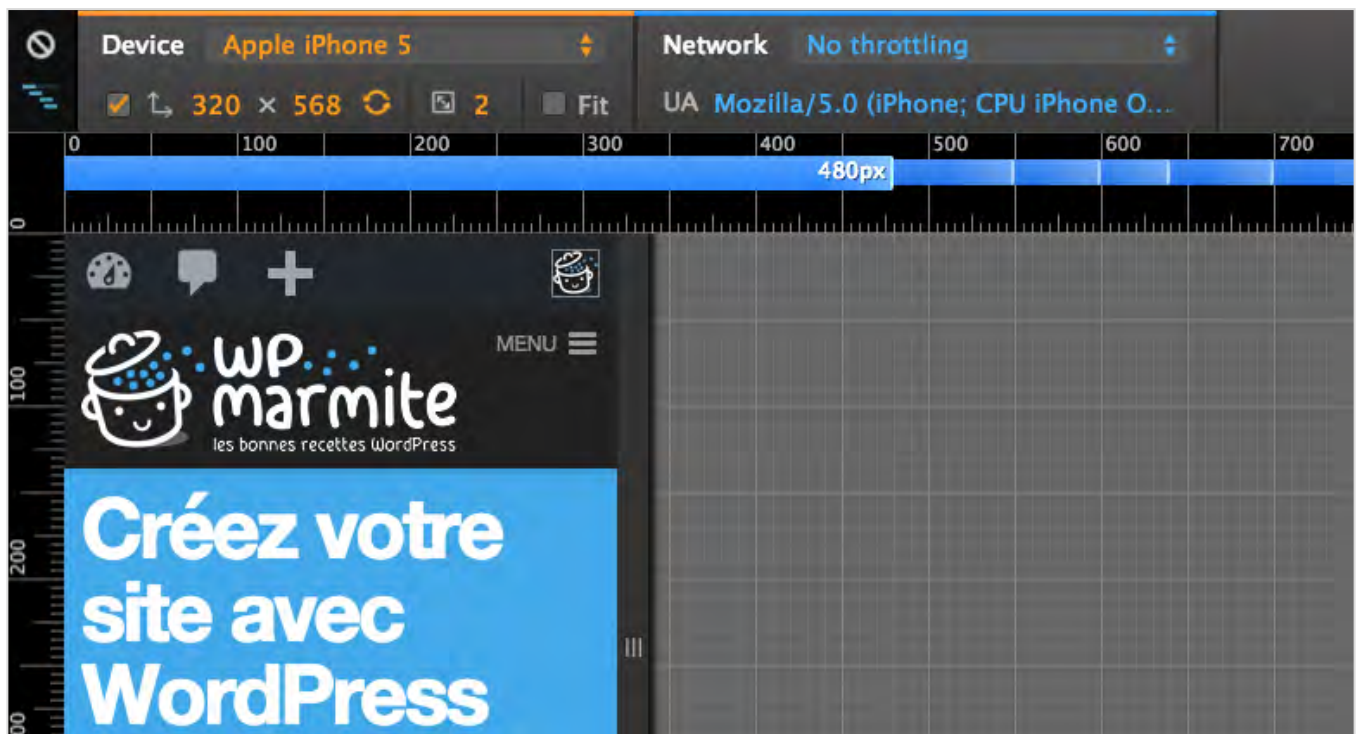 Device Apple iPhone 5 Network No throttling
320 × 568 2 Fit UA Mozilla/5.0 (iPhone; CPU iPhone O...
0 100 200 300 400 500 600 700
480px
0
100
MENU
WP
marmite
les bonnes recettes WordPress
200
Créez votre
site avec
WordPress